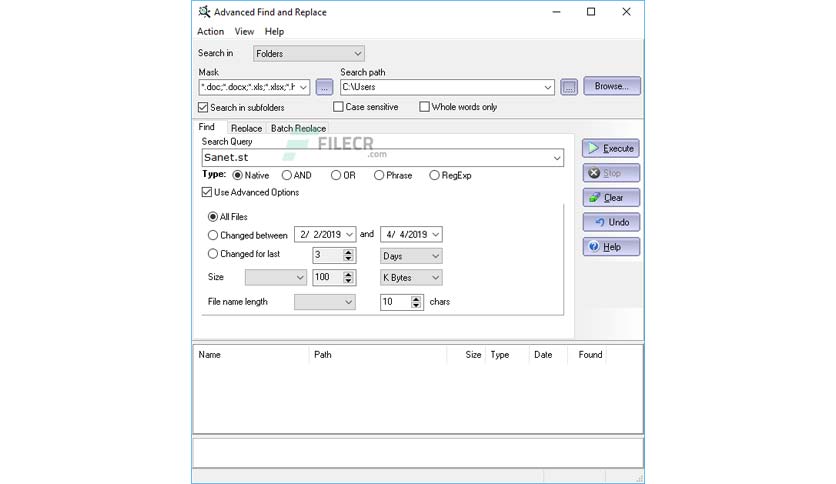 Advanced Find and Replace
Action View Help
Search in Folders
Mask Search path
*.doc;*.docx;*.xls;*.xlsx;*.h ... C:\Users ... Browse...
Search in subfolders Case sensitive Whole words only
Find Replace Batch Replace
FILECR
.com
Search Query
Sanet.st
Execute
Type: Native AND OR Phrase RegExp
Stop
Use Advanced Options
Clear
All Files
Undo
Changed between 2/ 2/2019 and 4/ 4/2019
Help
Changed for last 3 Days
Size 100 K Bytes
File name length 10 chars
Name Path Size Type Date Found